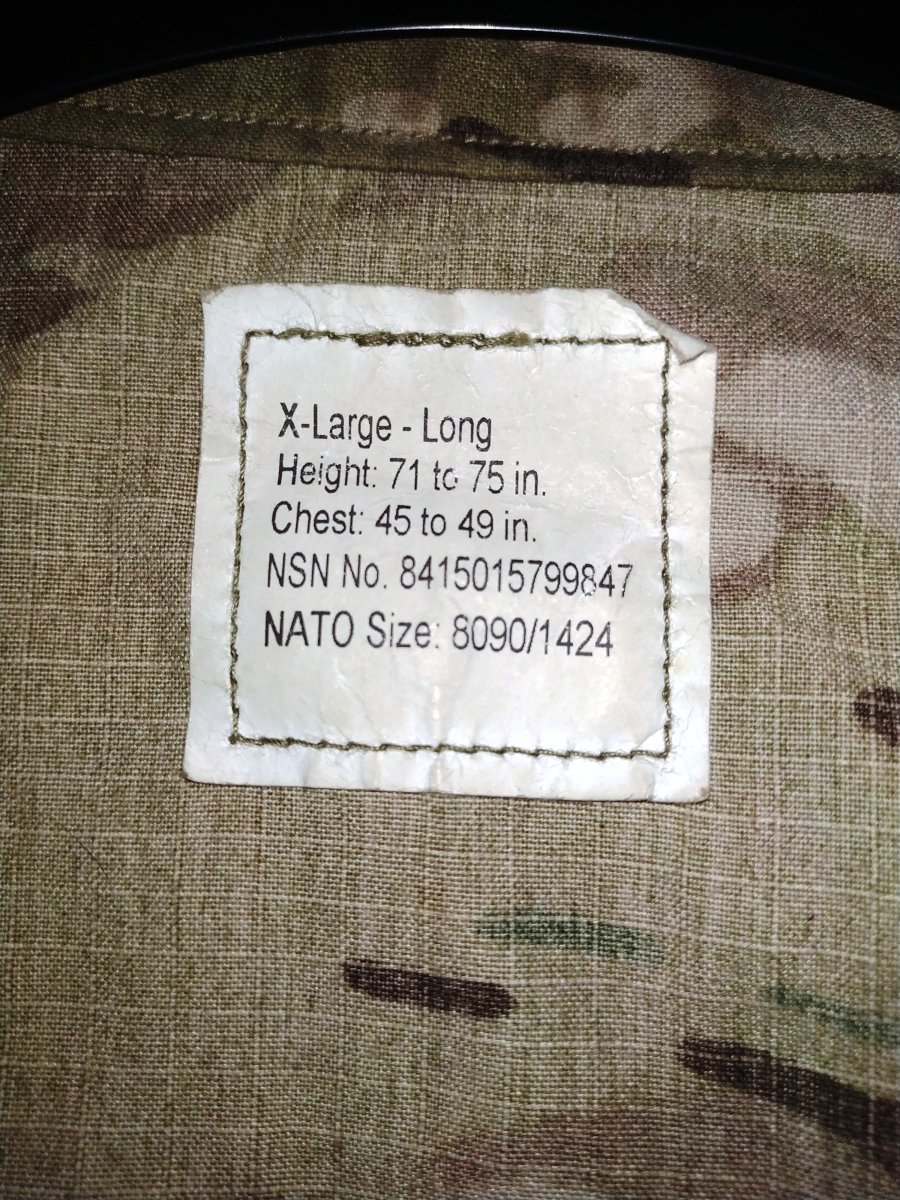 X-Large - Long
Height: 71 to 75 in.
Chest: 45 to 49 in.
NSN No. 8415015799847
NATO Size: 8090/1424